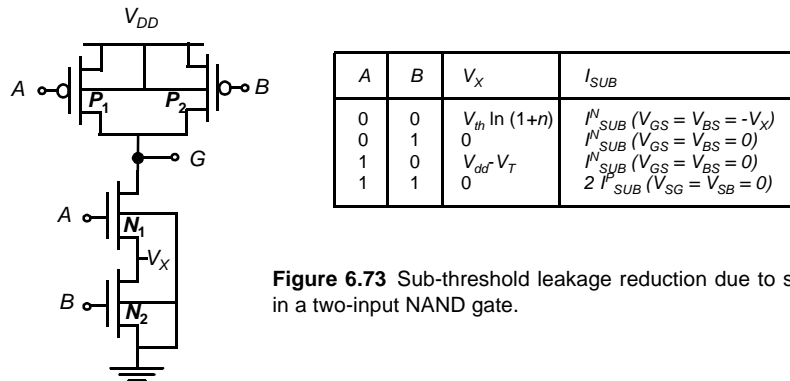 V_DD
A
P_1
P_2
B
G
A
N_1
V_X
B
N_2
A B V_X I_SUB
0 0 V_th ln (1+n) I^N_SUB (V_GS = V_BS = -V_X)
0 1 0 I^N_SUB (V_GS = V_BS = 0)
1 0 V_dd-V_T I^N_SUB (V_GS = V_BS = 0)
1 1 0 2 I^P_SUB (V_SG = V_SB = 0)
Figure 6.73 Sub-threshold leakage reduction due to s
in a two-input NAND gate.